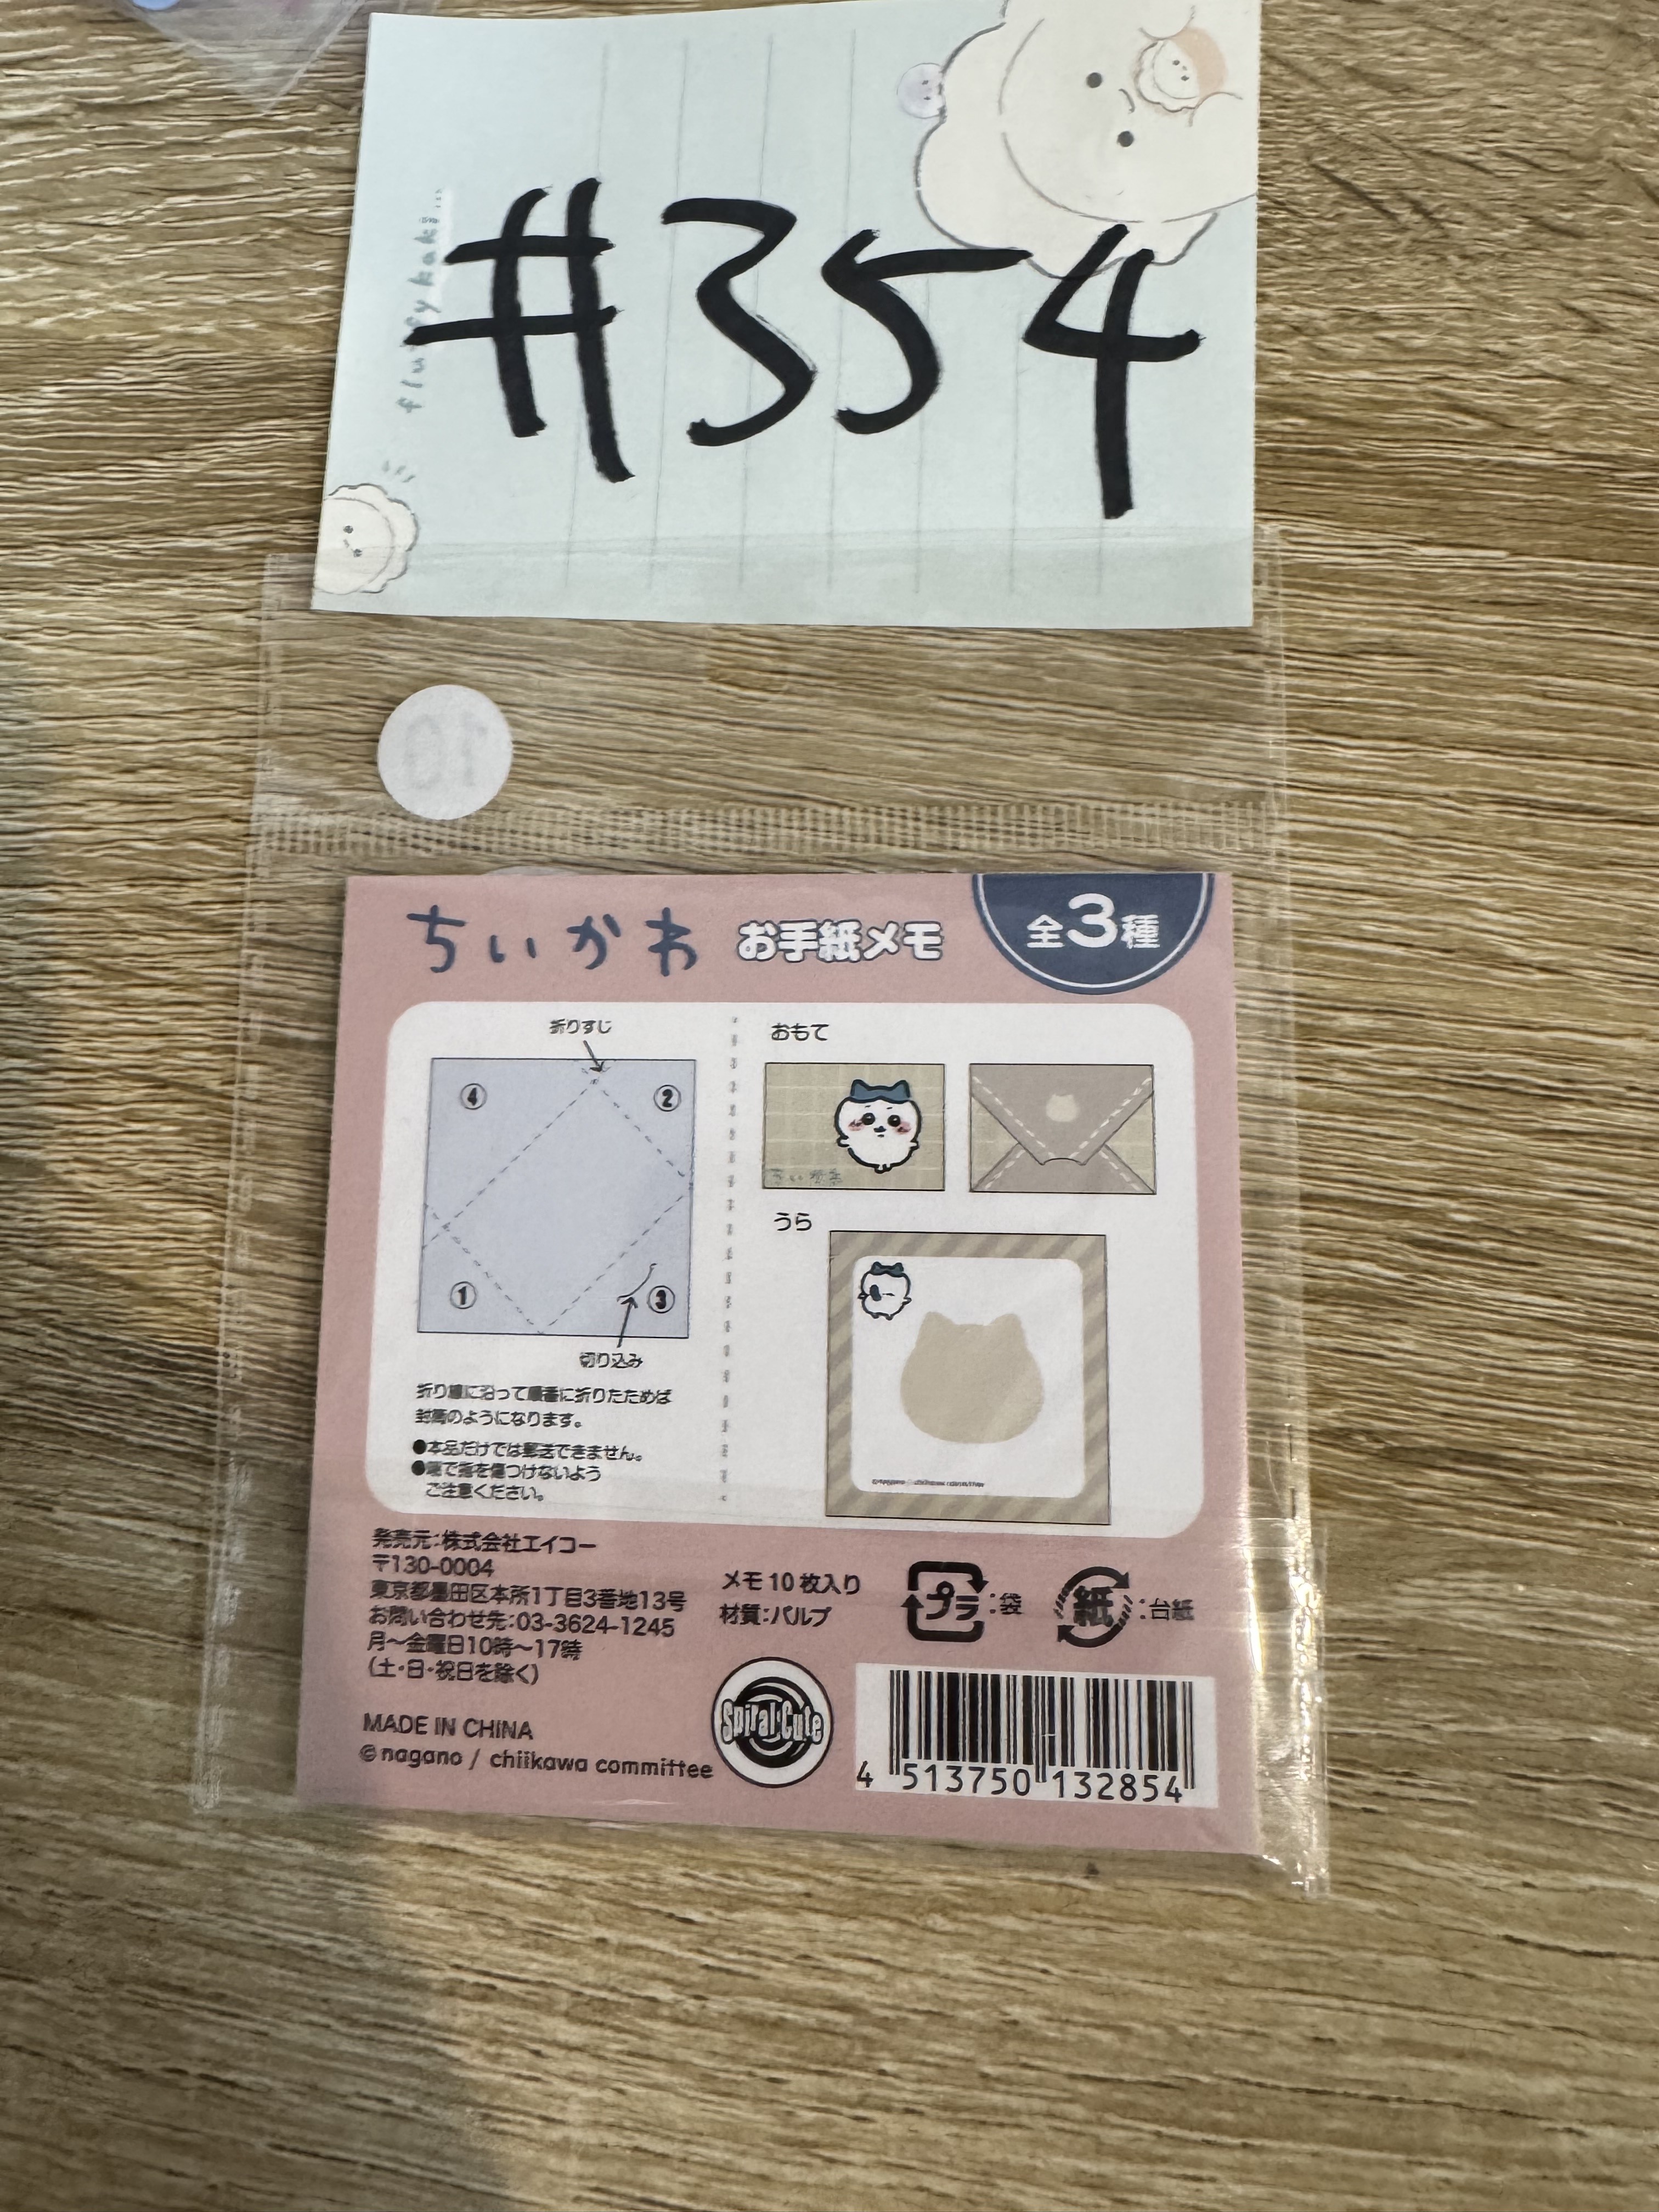 #354
fluffy kaki...
10
ちいかわ お手紙メモ 全3種
折りすじ
④ ②
① ③
切り込み
折り線に沿って順番に折りたためば
封筒のようになります。
●本品だけでは郵送できません。
●端で指を傷つけないよう
ご注意ください。
おもて
ちいかわ
うら
©nagano / chiikawa committee
発売元:株式会社エイコー
〒130-0004
東京都墨田区本所1丁目3番地13号
お問い合わせ先:03-3624-1245
月〜金曜日10時〜17時
(土・日・祝日を除く)
メモ10枚入り
材質:パルプ
プラ:袋
紙:台紙
MADE IN CHINA
©nagano / chiikawa committee
Spiral Cute
4 513750 132854